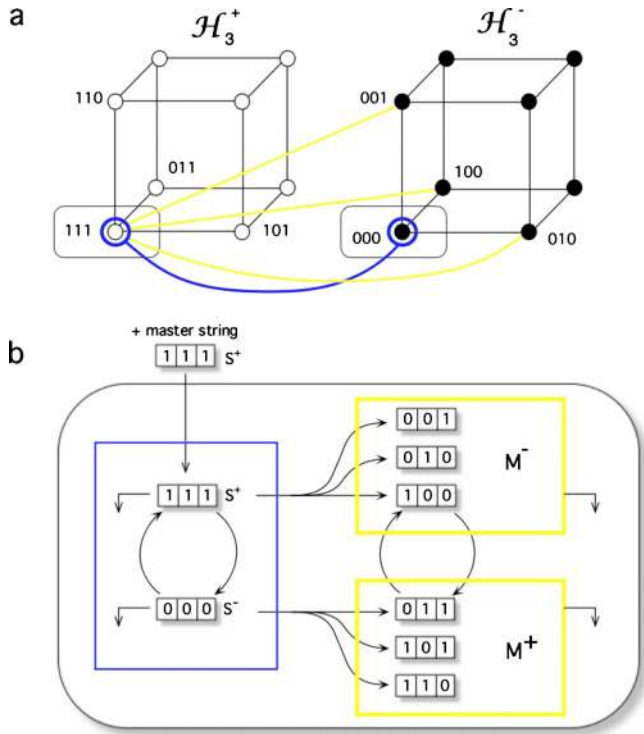 a
ℋ₃⁺ ℋ₃⁻
110 001
011 100
111 101 000 010
b
+ master string
1 1 1 S⁺
0 0 1
0 1 0 M⁻
1 1 1 S⁺ 1 0 0
0 0 0 S⁻ 0 1 1
1 0 1 M⁺
1 1 0